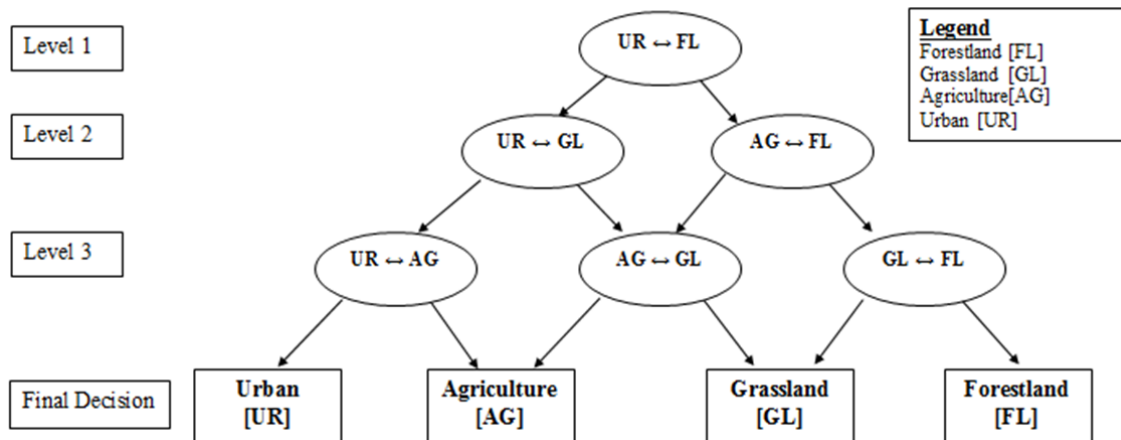 Level 1
UR ↔ FL
Legend
Forestland [FL]
Grassland [GL]
Agriculture[AG]
Urban [UR]
Level 2
UR ↔ GL
AG ↔ FL
Level 3
UR ↔ AG
AG ↔ GL
GL ↔ FL
Final Decision
Urban
[UR]
Agriculture
[AG]
Grassland
[GL]
Forestland
[FL]